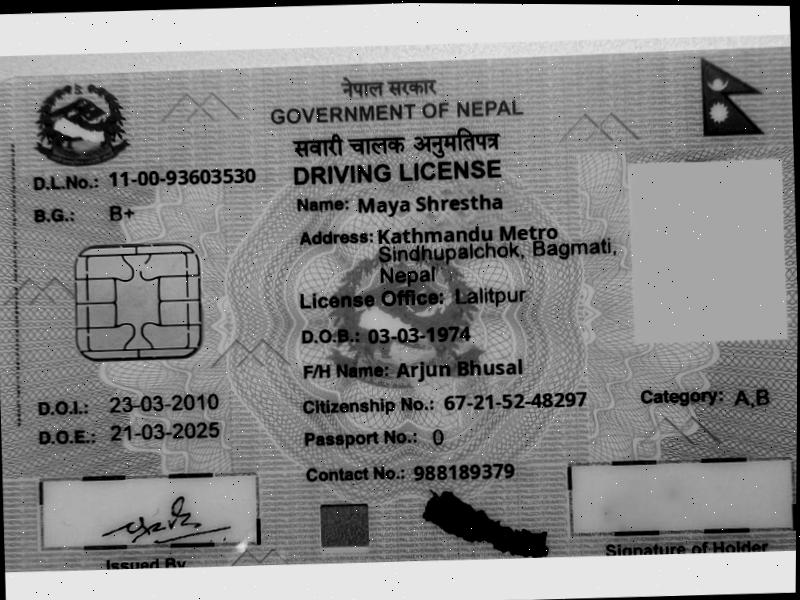 नेपाल सरकार
GOVERNMENT OF NEPAL
सवारी चालक अनुमतिपत्र
DRIVING LICENSE
D.L.No.: 11-00-93603530
B.G.: B+
Name: Maya Shrestha
Address: Kathmandu Metro
Sindhupalchok, Bagmati,
Nepal
License Office: Lalitpur
D.O.B.: 03-03-1974
F/H Name: Arjun Bhusal
D.O.I.: 23-03-2010
Citizenship No.: 67-21-52-48297
Category: A,B
D.O.E.: 21-03-2025
Passport No.: 0
Contact No.: 988189379
Issued By
Signature of Holder